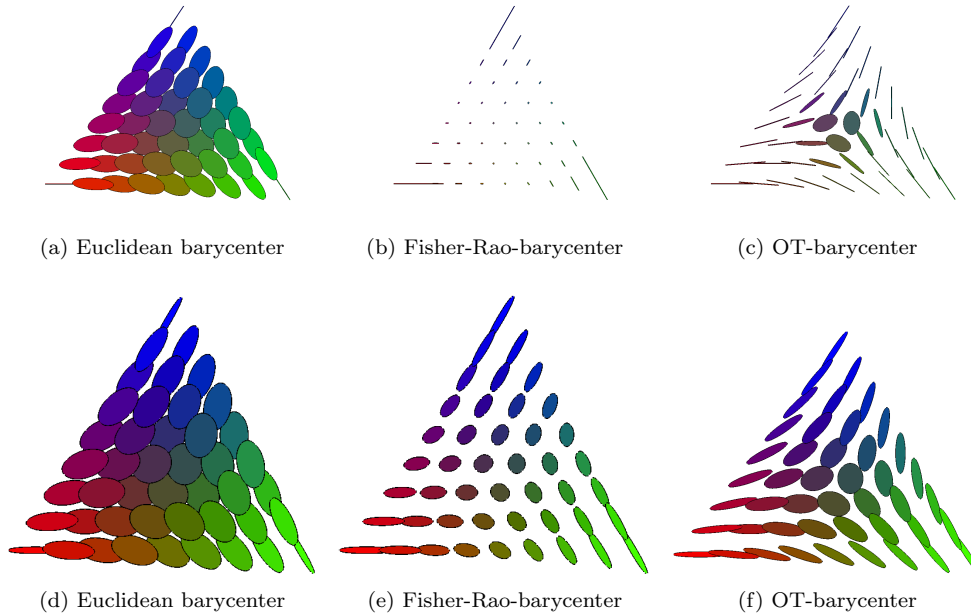 (a) Euclidean barycenter
(b) Fisher-Rao-barycenter
(c) OT-barycenter
(d) Euclidean barycenter
(e) Fisher-Rao-barycenter
(f) OT-barycenter